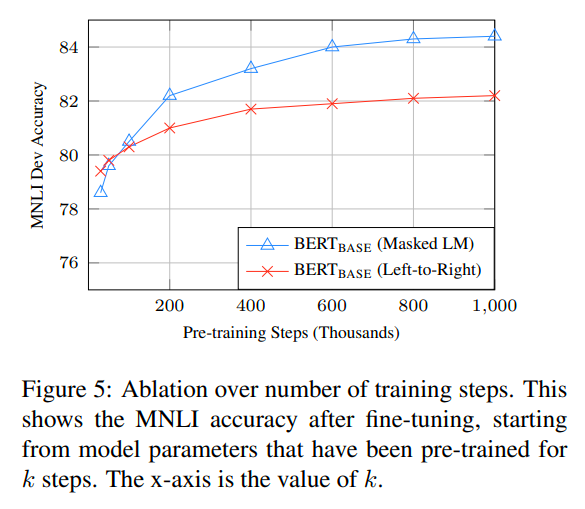 84
82
80
78
76
MNLI Dev Accuracy
BERTBASE (Masked LM)
BERTBASE (Left-to-Right)
200 400 600 800 1,000
Pre-training Steps (Thousands)
Figure 5: Ablation over number of training steps. This
shows the MNLI accuracy after fine-tuning, starting
from model parameters that have been pre-trained for
k steps. The x-axis is the value of k.